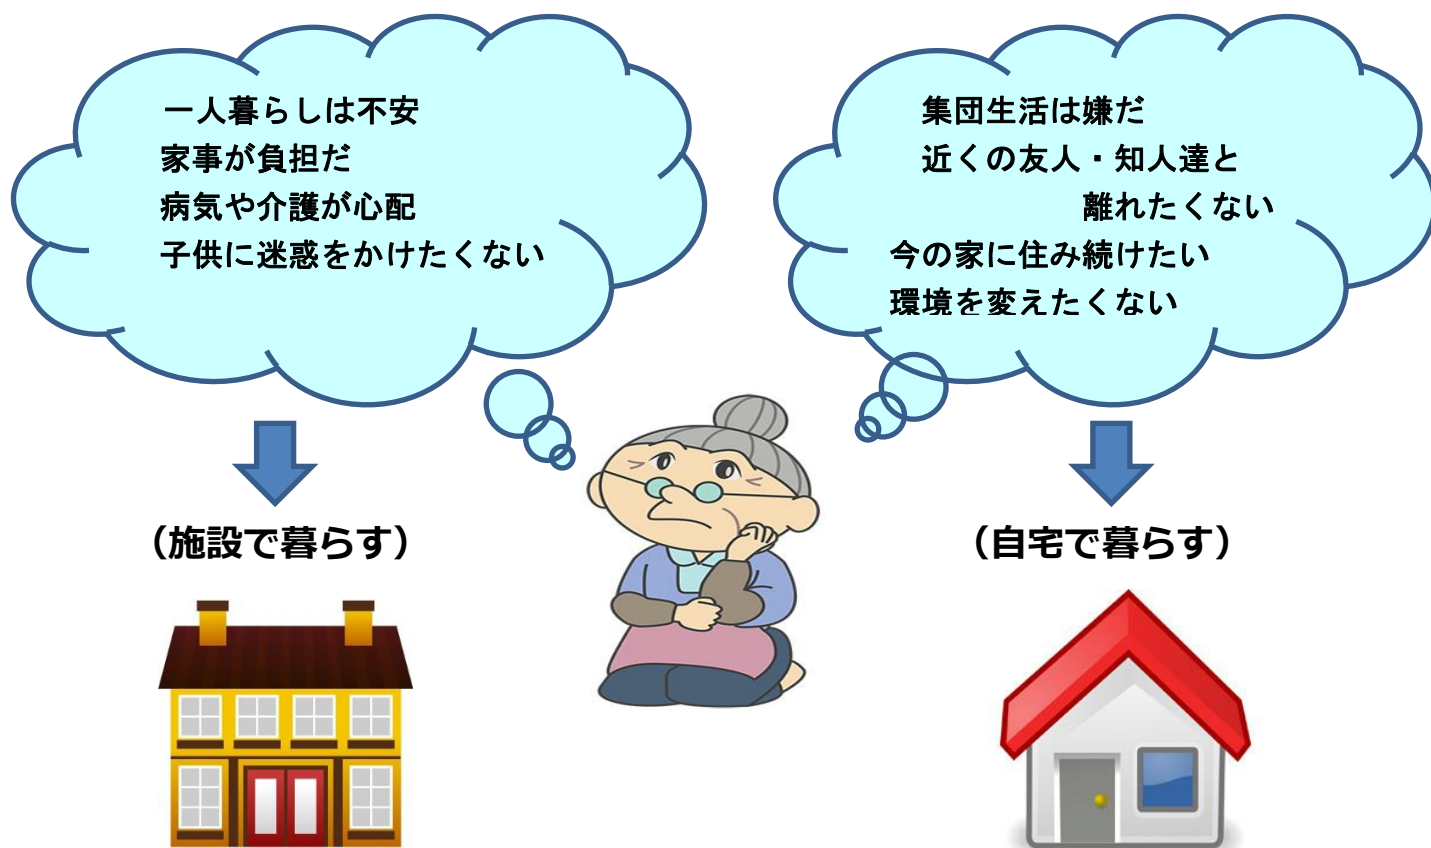 一人暮らしは不安
家事が負担だ
病気や介護が心配
子供に迷惑をかけたくない
集団生活は嫌だ
近くの友人・知人達と
離れたくない
今の家に住み続けたい
環境を変えたくない
（施設で暮らす）
（自宅で暮らす）